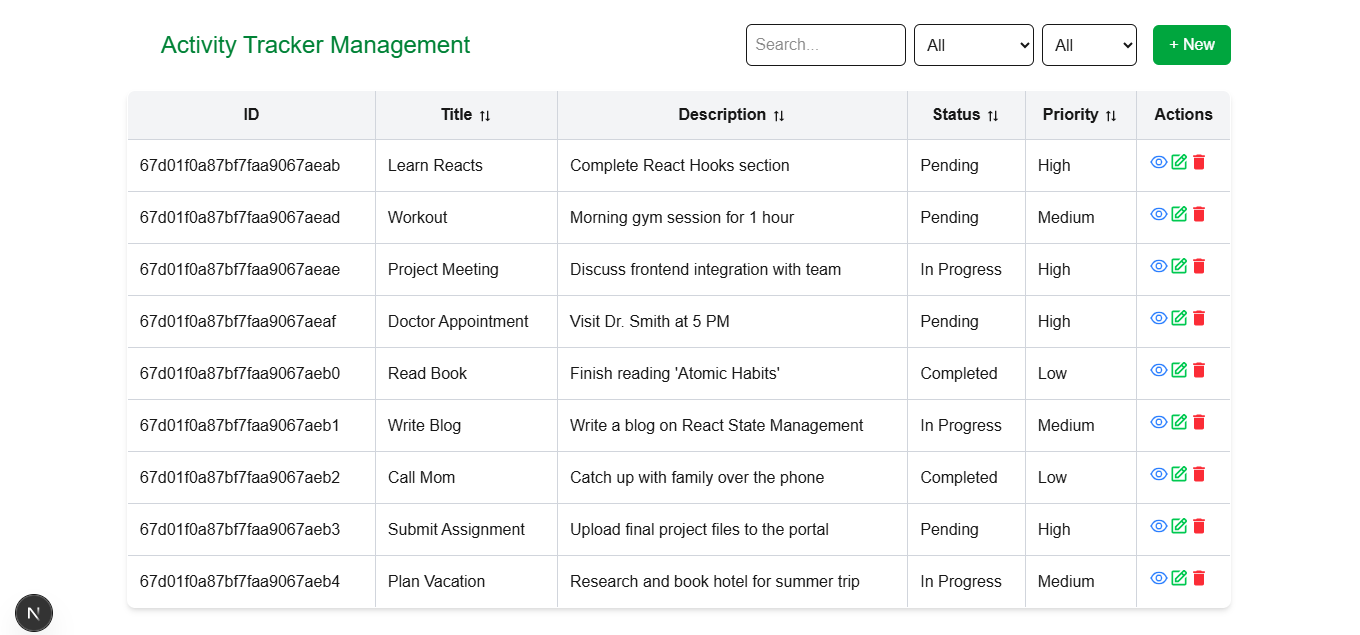 Activity Tracker Management Search... All All + New
ID Title Description Status Priority Actions
67d01f0a87bf7faa9067aeab Learn Reacts Complete React Hooks section Pending High
67d01f0a87bf7faa9067aead Workout Morning gym session for 1 hour Pending Medium
67d01f0a87bf7faa9067aeae Project Meeting Discuss frontend integration with team In Progress High
67d01f0a87bf7faa9067aeaf Doctor Appointment Visit Dr. Smith at 5 PM Pending High
67d01f0a87bf7faa9067aeb0 Read Book Finish reading 'Atomic Habits' Completed Low
67d01f0a87bf7faa9067aeb1 Write Blog Write a blog on React State Management In Progress Medium
67d01f0a87bf7faa9067aeb2 Call Mom Catch up with family over the phone Completed Low
67d01f0a87bf7faa9067aeb3 Submit Assignment Upload final project files to the portal Pending High
67d01f0a87bf7faa9067aeb4 Plan Vacation Research and book hotel for summer trip In Progress Medium
N